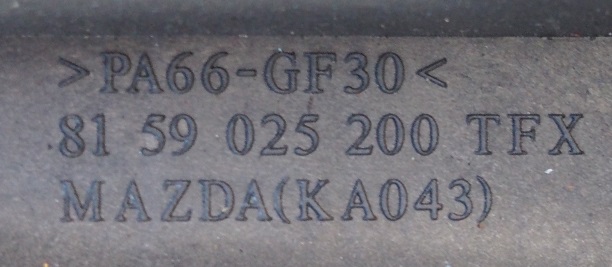 >PA66-GF30<
81 59 025 200 TFX
MAZDA(KA043)